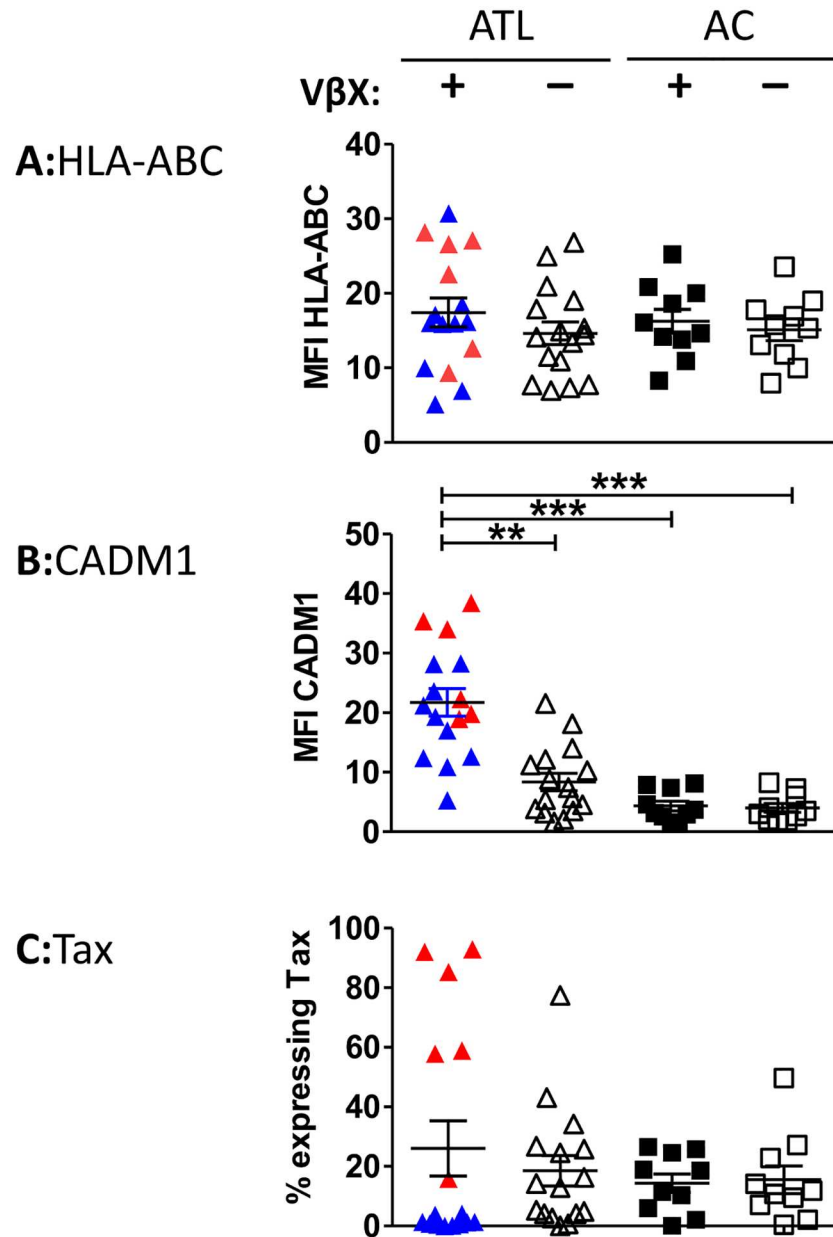 ATL AC
VβX: + − + −
A:HLA-ABC
MFI HLA-ABC
40
30
20
10
0
***
***
**
B:CADM1
MFI CADM1
50
40
30
20
10
0
C:Tax
% expressing Tax
100
80
60
40
20
0